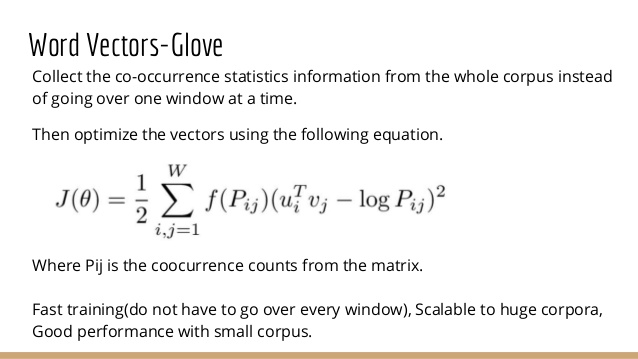 Word Vectors-Glove
Collect the co-occurrence statistics information from the whole corpus instead
of going over one window at a time.
Then optimize the vectors using the following equation.
J(θ) = 1/2 ∑_{i,j=1}^{W} f(P_{ij})(u_i^T v_j − log P_{ij})^2
Where Pij is the coocurrence counts from the matrix.
Fast training(do not have to go over every window), Scalable to huge corpora,
Good performance with small corpus.